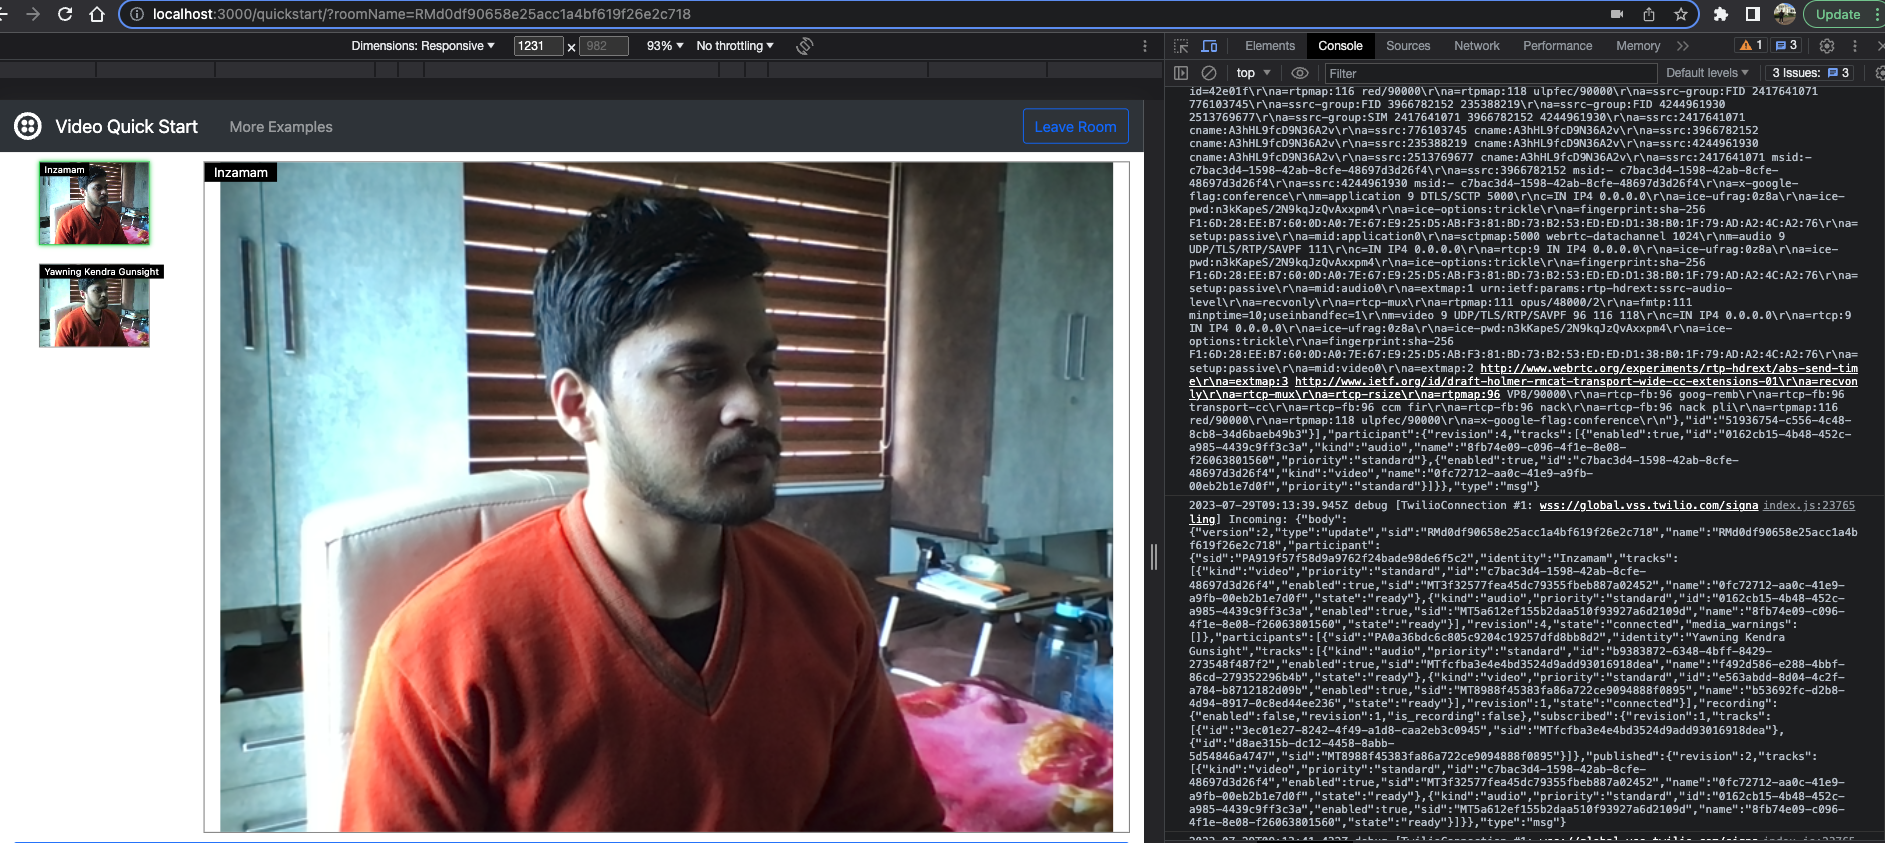 localhost:3000/quickstart/?roomName=RMd0df90658e25acc1a4bf619f26e2c718
Update
Dimensions: Responsive
1231 x 982
93%
No throttling
Elements
Console
Sources
Network
Performance
Memory
1
3
top
Filter
Default levels
3 Issues:
3
Video Quick Start
More Examples
Leave Room
Inzamam
Yawning Kendra Gunsight
Inzamam
id=42e01f\r\na=rtpmap:116 red/90000\r\na=rtpmap:118 ulpfec/90000\r\na=ssrc-group:FID 2417641071
776103745\r\na=ssrc-group:FID 3966782152 235388219\r\na=ssrc-group:FID 4244961930
2513769677\r\na=ssrc-group:SIM 2417641071 3966782152 4244961930\r\na=ssrc:2417641071
cname:A3hHL9fcD9N36A2v\r\na=ssrc:776103745 cname:A3hHL9fcD9N36A2v\r\na=ssrc:3966782152
cname:A3hHL9fcD9N36A2v\r\na=ssrc:235388219 cname:A3hHL9fcD9N36A2v\r\na=ssrc:4244961930
cname:A3hHL9fcD9N36A2v\r\na=ssrc:2513769677 cname:A3hHL9fcD9N36A2v\r\na=ssrc:2417641071 msid:-
c7bac3d4-1598-42ab-8cfe-48697d3d26f4\r\na=ssrc:3966782152 msid:- c7bac3d4-1598-42ab-8cfe-
48697d3d26f4\r\na=ssrc:4244961930 msid:- c7bac3d4-1598-42ab-8cfe-48697d3d26f4\r\na=x-google-
flag:conference\r\nm=application 9 DTLS/SCTP 5000\r\nc=IN IP4 0.0.0.0\r\na=ice-ufrag:0z8a\r\na=ice-
pwd:n3kKapeS/2N9kqJzQvAxxpm4\r\na=ice-options:trickle\r\na=fingerprint:sha-256
F1:6D:28:EE:B7:60:0D:A0:7E:67:E9:25:D5:AB:F3:81:BD:73:B2:53:ED:ED:D1:38:B0:1F:79:AD:A2:4C:A2:76\r\na=
setup:passive\r\na=mid:application0\r\na=sctpmap:5000 webrtc-datachannel 1024\r\nm=audio 9
UDP/TLS/RTP/SAVPF 111\r\nc=IN IP4 0.0.0.0\r\na=rtcp:9 IN IP4 0.0.0.0\r\na=ice-ufrag:0z8a\r\na=ice-
pwd:n3kKapeS/2N9kqJzQvAxxpm4\r\na=ice-options:trickle\r\na=fingerprint:sha-256
F1:6D:28:EE:B7:60:0D:A0:7E:67:E9:25:D5:AB:F3:81:BD:73:B2:53:ED:ED:D1:38:B0:1F:79:AD:A2:4C:A2:76\r\na=
setup:passive\r\na=mid:audio0\r\na=extmap:1 urn:ietf:params:rtp-hdrext:ssrc-audio-
level\r\na=recvonly\r\na=rtcp-mux\r\na=rtpmap:111 opus/48000/2\r\na=fmtp:111
minptime=10;useinbandfec=1\r\nm=video 9 UDP/TLS/RTP/SAVPF 96 116 118\r\nc=IN IP4 0.0.0.0\r\na=rtcp:9
IN IP4 0.0.0.0\r\na=ice-ufrag:0z8a\r\na=ice-pwd:n3kKapeS/2N9kqJzQvAxxpm4\r\na=ice-
options:trickle\r\na=fingerprint:sha-256
F1:6D:28:EE:B7:60:0D:A0:7E:67:E9:25:D5:AB:F3:81:BD:73:B2:53:ED:ED:D1:38:B0:1F:79:AD:A2:4C:A2:76\r\na=
setup:passive\r\na=mid:video0\r\na=extmap:2 http://www.webrtc.org/experiments/rtp-hdrext/abs-send-tim
e\r\na=extmap:3 http://www.ietf.org/id/draft-holmer-rmcat-transport-wide-cc-extensions-01\r\na=recvon
ly\r\na=rtcp-mux\r\na=rtcp-rsize\r\na=rtpmap:96 VP8/90000\r\na=rtcp-fb:96 goog-remb\r\na=rtcp-fb:96
transport-cc\r\na=rtcp-fb:96 ccm fir\r\na=rtcp-fb:96 nack\r\na=rtcp-fb:96 nack pli\r\na=rtpmap:116
red/90000\r\na=rtpmap:118 ulpfec/90000\r\na=x-google-flag:conference\r\n"},"id":"51936754-c556-4c48-
8cb8-34d6baeb49b3"}],"participant":{"revision":4,"tracks":[{"enabled":true,"id":"0162cb15-4b48-452c-
a985-4439c9ff3c3a","kind":"audio","name":"8fb74e09-c096-4f1e-8e08-
f26063801560","priority":"standard"},{"enabled":true,"id":"c7bac3d4-1598-42ab-8cfe-
48697d3d26f4","kind":"video","name":"0fc72712-aa0c-41e9-a9fb-
00eb2b1e7d0f","priority":"standard"}]}},"type":"msg"}
2023-07-29T09:13:39.945Z debug [TwilioConnection #1: wss://global.vss.twilio.com/signa index.js:23765
ling] Incoming: {"body":
{"version":2,"type":"update","sid":"RMd0df90658e25acc1a4bf619f26e2c718","name":"RMd0df90658e25acc1a4b
f619f26e2c718","participant":
{"sid":"PA919f57f58d9a9762f24bade98de6f5c2","identity":"Inzamam","tracks":
[{"kind":"video","priority":"standard","id":"c7bac3d4-1598-42ab-8cfe-
48697d3d26f4","enabled":true,"sid":"MT3f32577fea45dc79355fbeb887a02452","name":"0fc72712-aa0c-41e9-
a9fb-00eb2b1e7d0f","state":"ready"},{"kind":"audio","priority":"standard","id":"0162cb15-4b48-452c-
a985-4439c9ff3c3a","enabled":true,"sid":"MT5a612ef155b2daa510f93927a6d2109d","name":"8fb74e09-c096-
4f1e-8e08-f26063801560","state":"ready"}],"revision":4,"state":"connected","media_warnings":
[]},"participants":[{"sid":"PA0a36bdc6c805c9204c19257dfd8bb8d2","identity":"Yawning Kendra
Gunsight","tracks":[{"kind":"audio","priority":"standard","id":"b9383872-6348-4bff-8429-
273548f487f2","enabled":true,"sid":"MTfcfba3e4e4bd3524d9add93016918dea","name":"f492d586-e288-4bbf-
86cd-279352296b4b","state":"ready"},{"kind":"video","priority":"standard","id":"e563abdd-8d04-4c2f-
a784-b8712182d09b","enabled":true,"sid":"MT8988f45383fa86a722ce9094888f0895","name":"b53692fc-d2b8-
4d94-8917-0c8ed44ee236","state":"ready"}],"revision":1,"state":"connected"}],"recording":
{"enabled":false,"revision":1,"is_recording":false},"subscribed":{"revision":1,"tracks":
[{"id":"3ec01e27-8242-4f49-a1d8-caa2eb3c0945","sid":"MTfcfba3e4e4bd3524d9add93016918dea"},
{"id":"d8ae315b-dc12-4458-8abb-
5d54846a4747","sid":"MT8988f45383fa86a722ce9094888f0895"}]},"published":{"revision":2,"tracks":
[{"kind":"video","priority":"standard","id":"c7bac3d4-1598-42ab-8cfe-
48697d3d26f4","enabled":true,"sid":"MT3f32577fea45dc79355fbeb887a02452","name":"0fc72712-aa0c-41e9-
a9fb-00eb2b1e7d0f","state":"ready"},{"kind":"audio","priority":"standard","id":"0162cb15-4b48-452c-
a985-4439c9ff3c3a","enabled":true,"sid":"MT5a612ef155b2daa510f93927a6d2109d","name":"8fb74e09-c096-
4f1e-8e08-f26063801560","state":"ready"}]}},"type":"msg"}